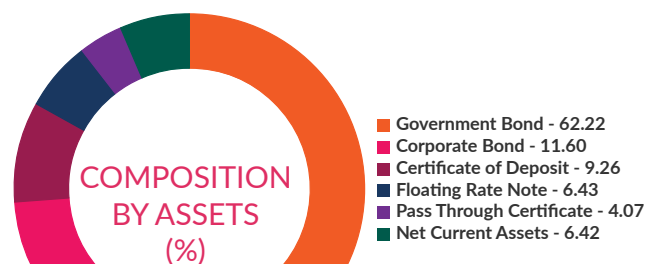 COMPOSITION
BY ASSETS
(%)
Government Bond - 62.22
Corporate Bond - 11.60
Certificate of Deposit - 9.26
Floating Rate Note - 6.43
Pass Through Certificate - 4.07
Net Current Assets - 6.42